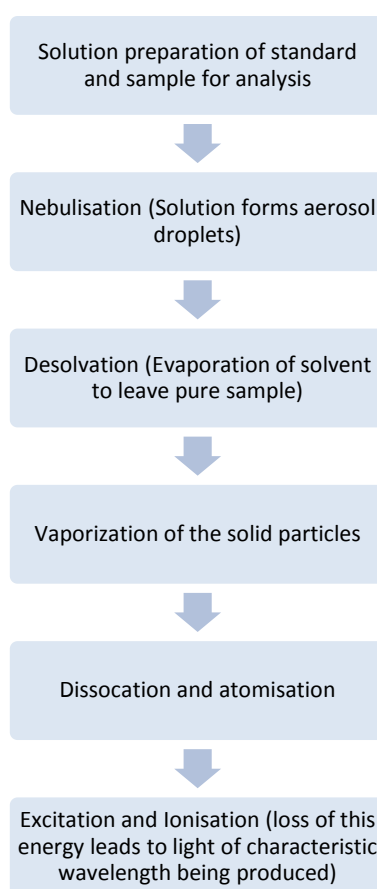 Solution preparation of standard
and sample for analysis
Nebulisation (Solution forms aerosol
droplets)
Desolvation (Evaporation of solvent
to leave pure sample)
Vaporization of the solid particles
Dissocation and atomisation
Excitation and Ionisation (loss of this
energy leads to light of characteristic
wavelength being produced)